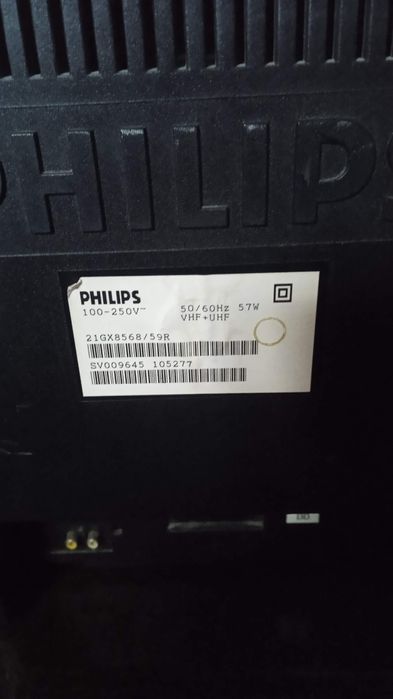 PHILIPS
PHILIPS
100-250V~ 50/60Hz 57W
VHF+UHF
21GX8568/59R
SV009645 105277